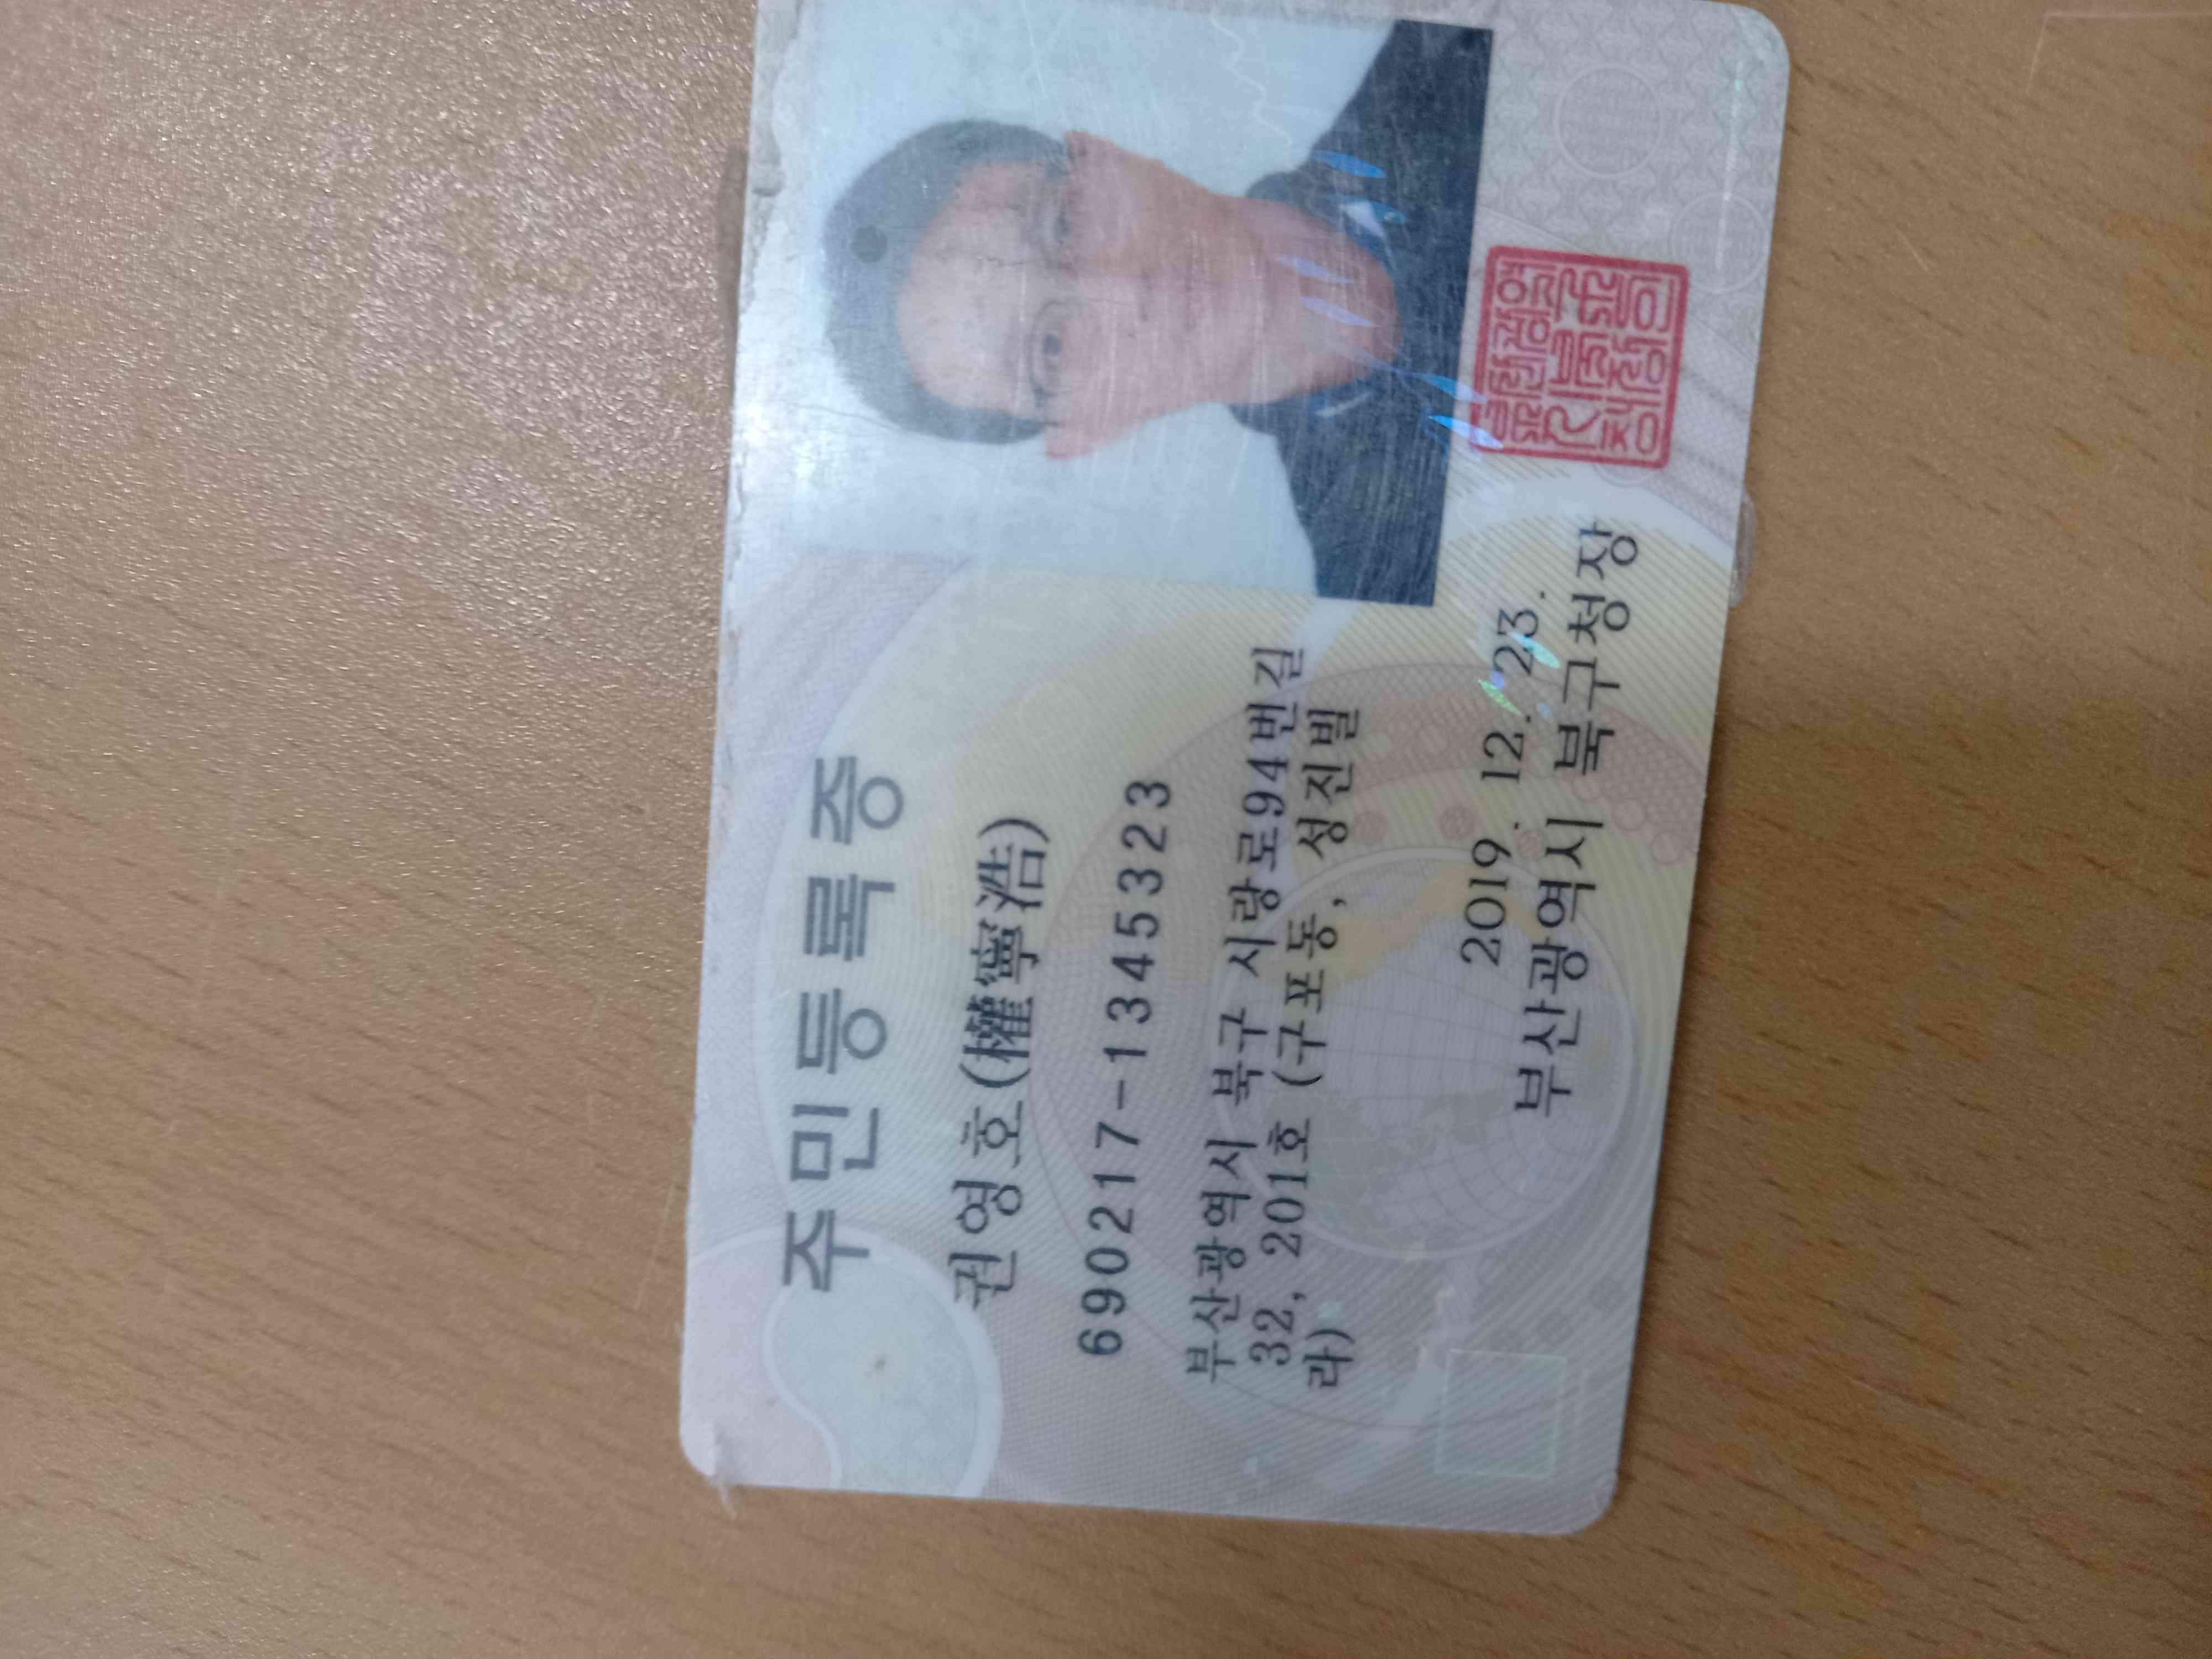 주민등록증
권영호(權寧浩)
690217-1345323
부산광역시 북구 시랑로94번길
32, 201호 (구포동, 성진빌
라)
2019. 12. 23.
부산광역시 북구청장